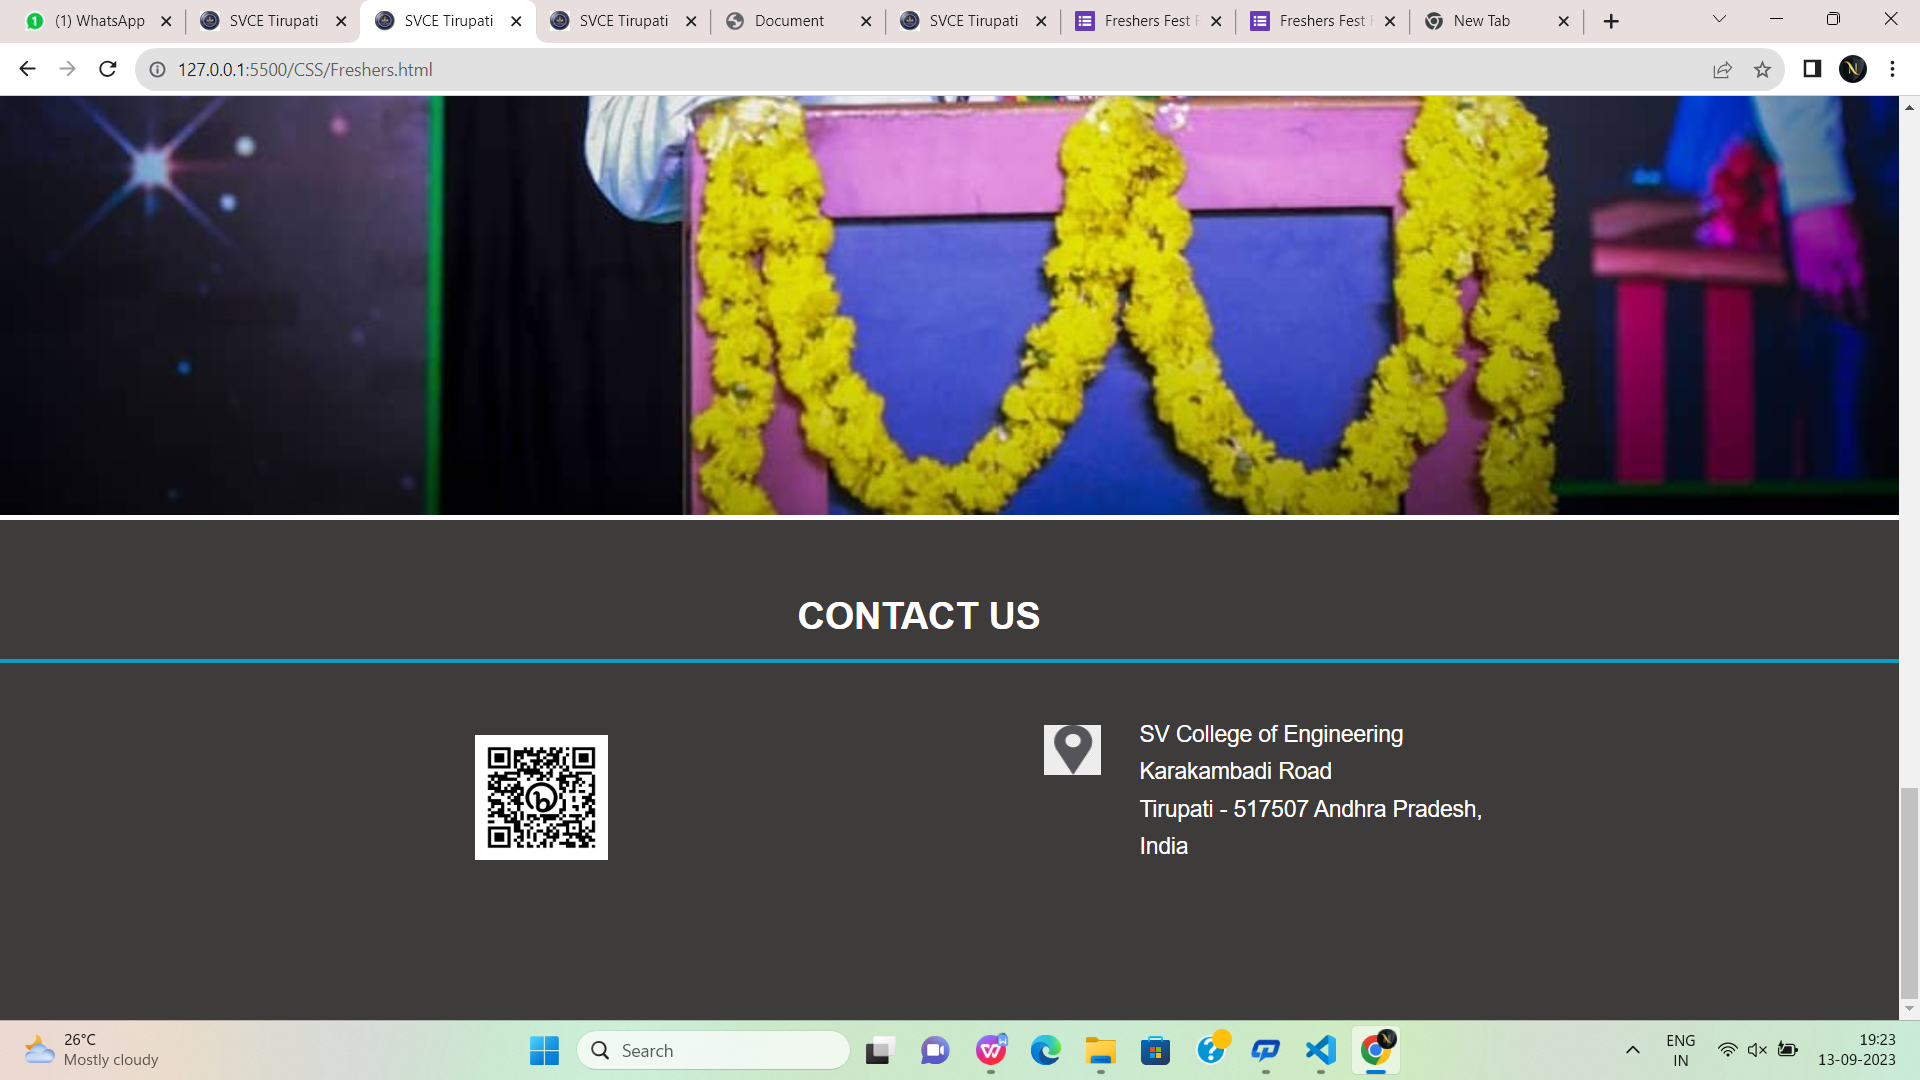 (1) WhatsApp
SVCE Tirupati
SVCE Tirupati
SVCE Tirupati
Document
SVCE Tirupati
Freshers Fest
Freshers Fest
New Tab
127.0.0.1:5500/CSS/Freshers.html
CONTACT US
SV College of Engineering
Karakambadi Road
Tirupati - 517507 Andhra Pradesh,
India
26°C
Mostly cloudy
Search
ENG
IN
19:23
13-09-2023